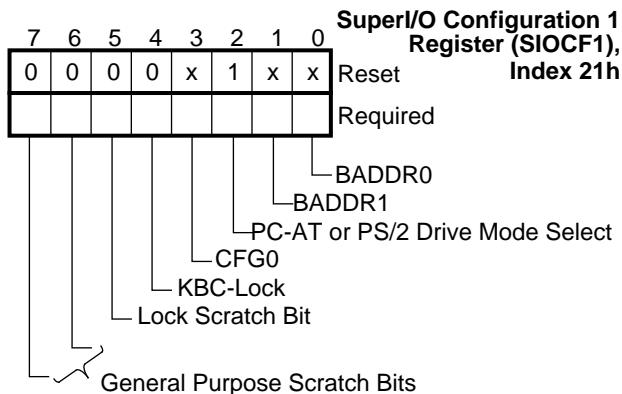 SuperI/O Configuration 1
Register (SIOCF1),
Index 21h
7 6 5 4 3 2 1 0
0 0 0 0 x 1 x x Reset
Required
BADDR0
BADDR1
PC-AT or PS/2 Drive Mode Select
CFG0
KBC-Lock
Lock Scratch Bit
General Purpose Scratch Bits